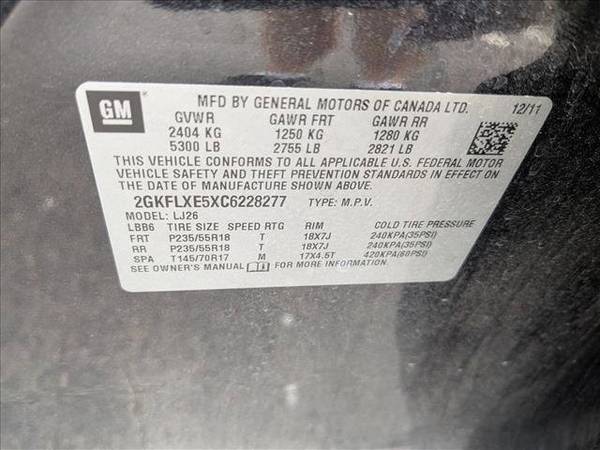 GM
MFD BY GENERAL MOTORS OF CANADA LTD. 12/11
GVWR GAWR FRT GAWR RR
2404 KG 1250 KG 1280 KG
5300 LB 2755 LB 2821 LB
THIS VEHICLE CONFORMS TO ALL APPLICABLE U.S. FEDERAL MOTOR
VEHICLE SAFETY AND THEFT PREVENTION STANDARDS IN EFFECT
ON THE DATE OF MANUFACTURE SHOWN ABOVE.
2GKFLXE5XC6228277 TYPE: M.P.V.
MODEL: LJ26
LBB6 TIRE SIZE SPEED RTG RIM COLD TIRE PRESSURE
FRT P235/55R18 T 18X7J 240KPA(35PSI)
RR P235/55R18 T 18X7J 240KPA(35PSI)
SPA T145/70R17 M 17X4.5T 420KPA(60PSI)
SEE OWNER'S MANUAL FOR MORE INFORMATION.